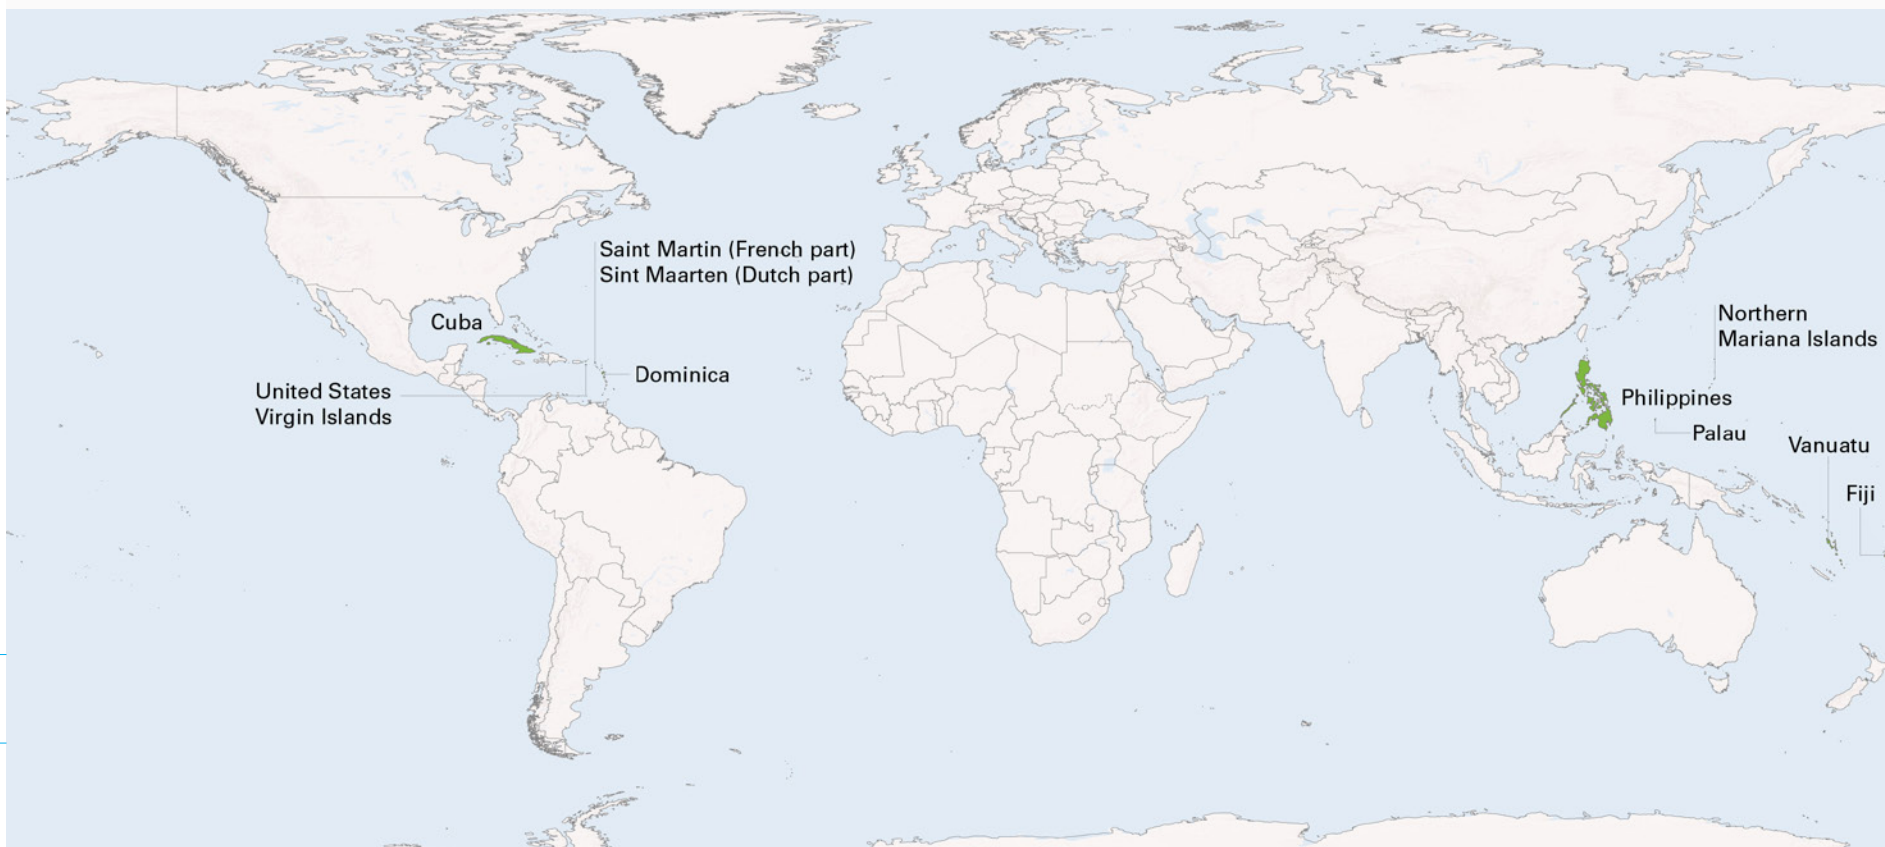 Saint Martin (French part)
Sint Maarten (Dutch part)
Cuba
Dominica
United States
Virgin Islands
Northern
Mariana Islands
Philippines
Palau
Vanuatu
Fiji